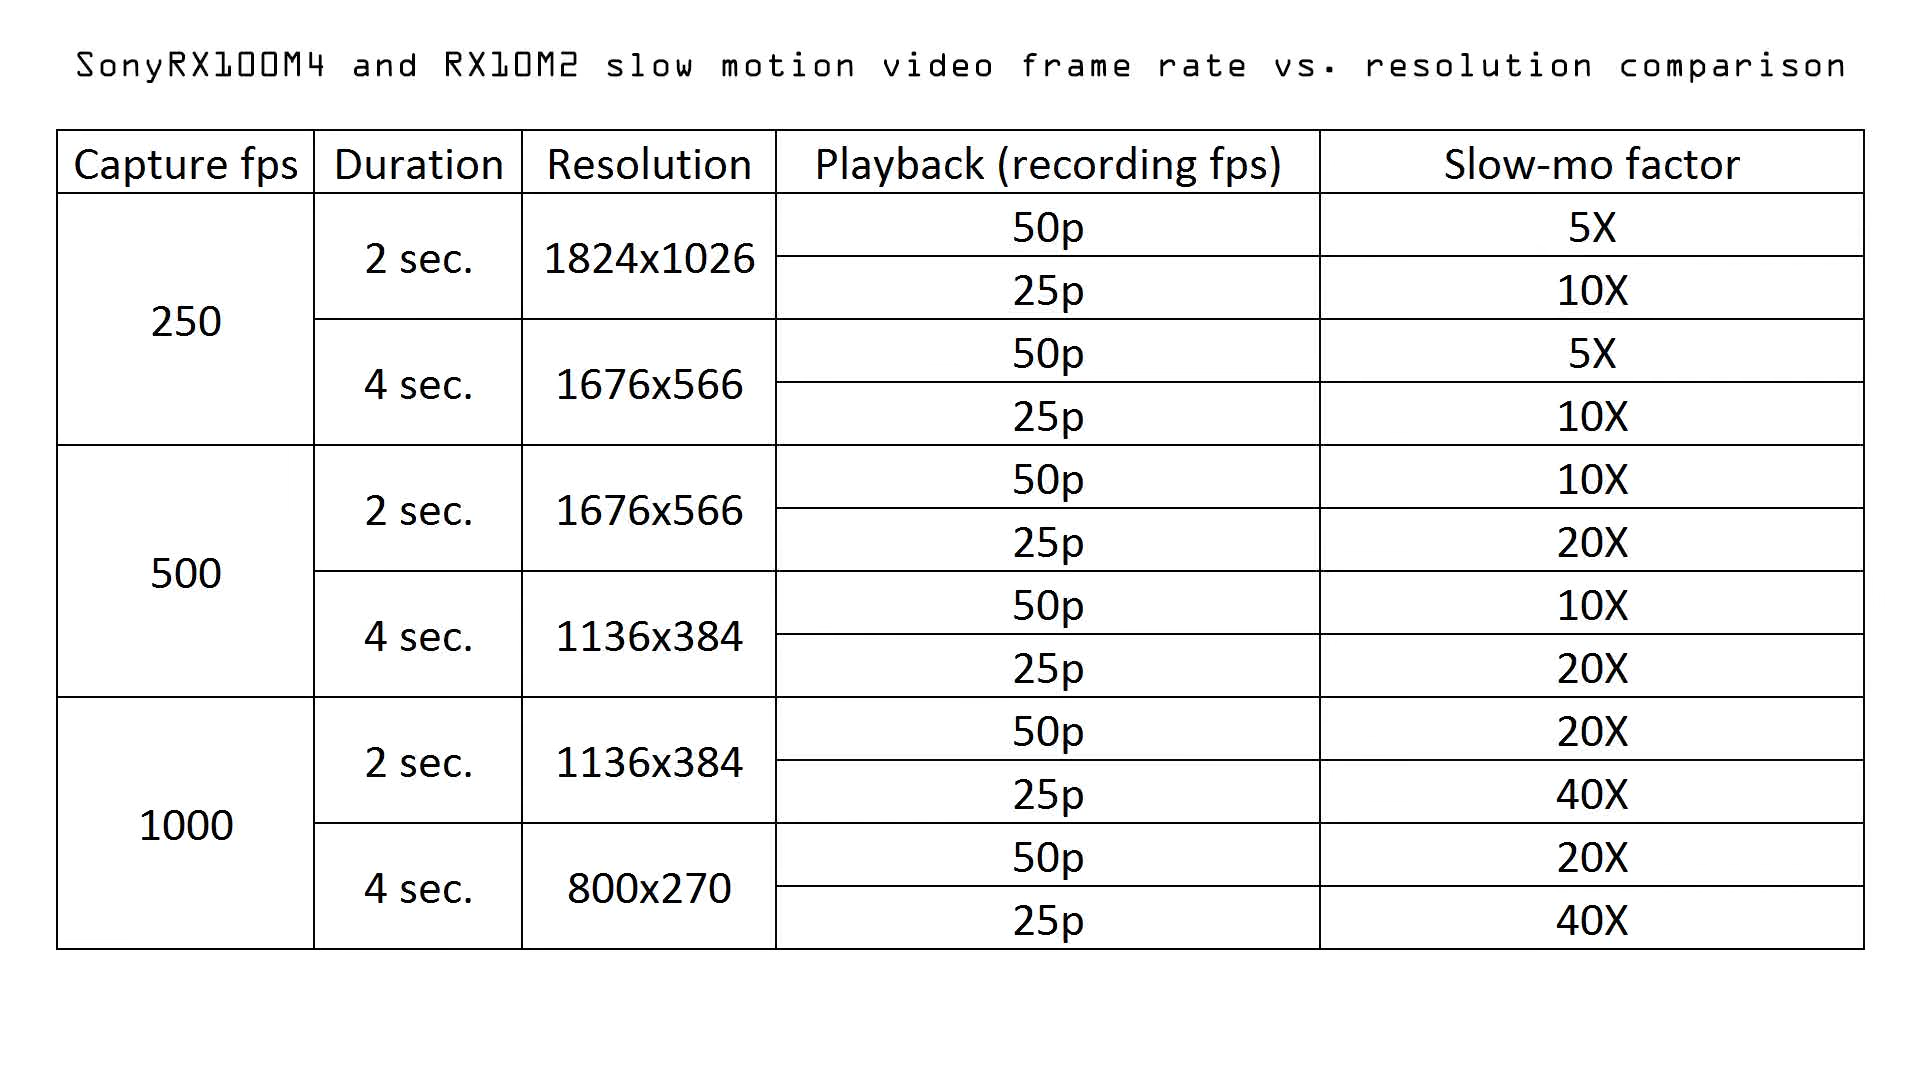 SonyRX100M4 and RX10M2 slow motion video frame rate vs. resolution comparison
Capture fps Duration Resolution Playback (recording fps) Slow-mo factor
250 2 sec. 1824x1026 50p 5X
25p 10X
4 sec. 1676x566 50p 5X
25p 10X
500 2 sec. 1676x566 50p 10X
25p 20X
4 sec. 1136x384 50p 10X
25p 20X
1000 2 sec. 1136x384 50p 20X
25p 40X
4 sec. 800x270 50p 20X
25p 40X